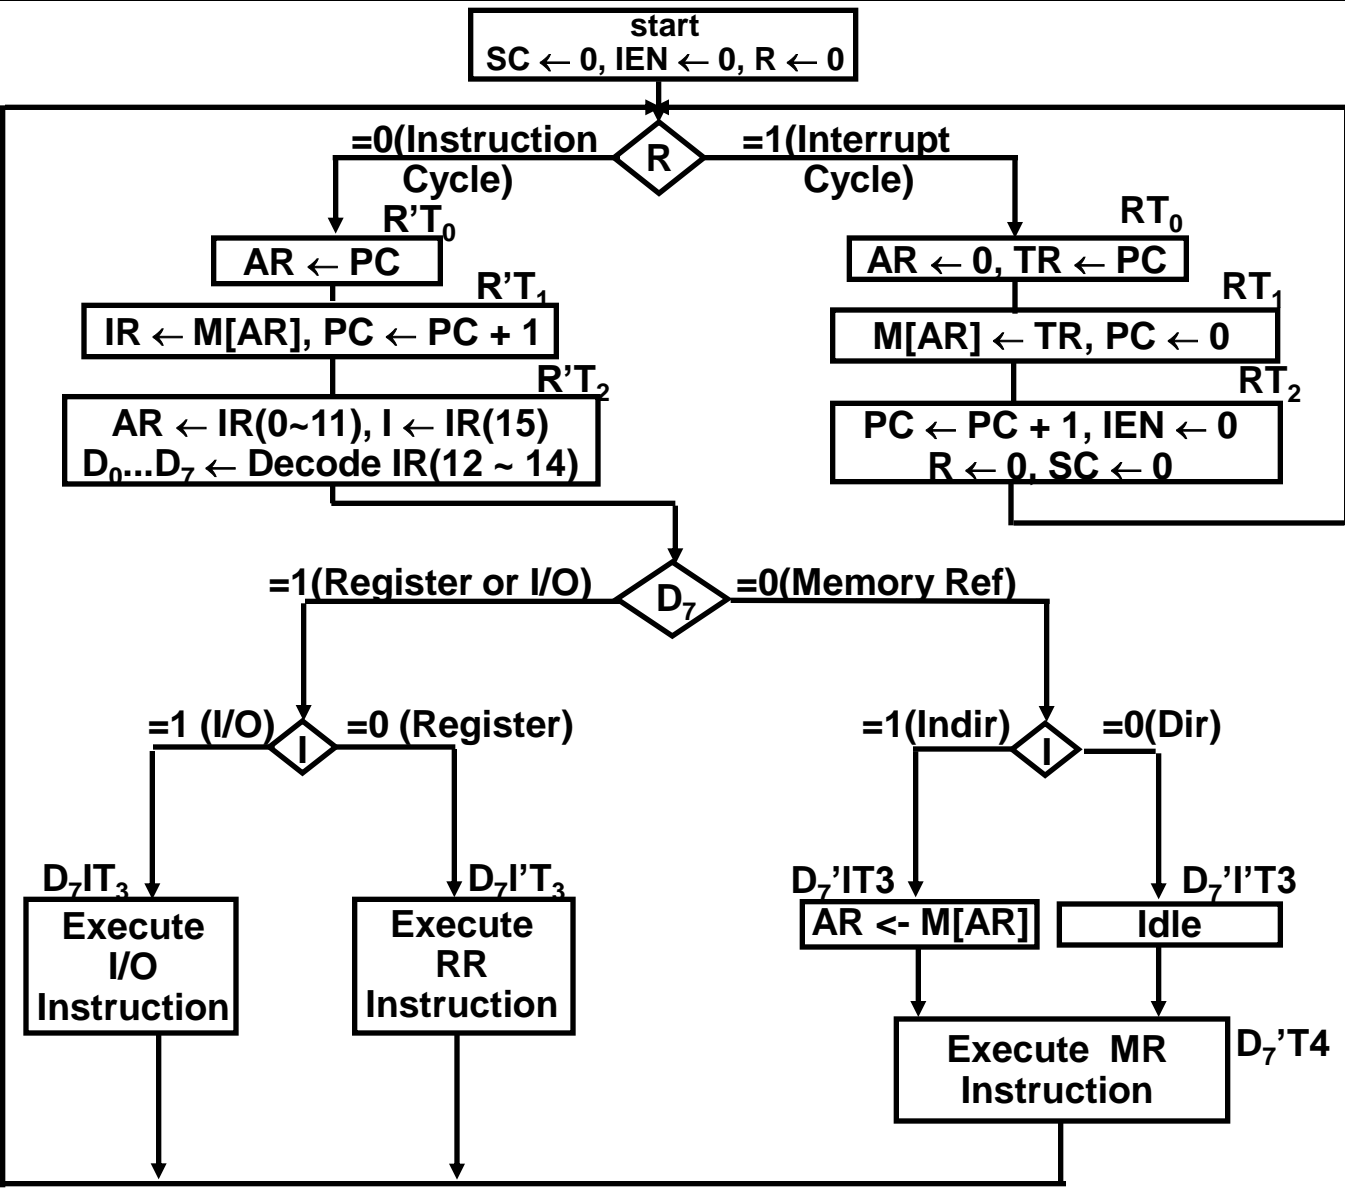 start
SC ← 0, IEN ← 0, R ← 0
=0(Instruction
Cycle)
R
=1(Interrupt
Cycle)
R’T₀
AR ← PC
RT₀
AR ← 0, TR ← PC
R’T₁
IR ← M[AR], PC ← PC + 1
RT₁
M[AR] ← TR, PC ← 0
R’T₂
AR ← IR(0~11), I ← IR(15)
D₀...D₇ ← Decode IR(12 ~ 14)
RT₂
PC ← PC + 1, IEN ← 0
R ← 0, SC ← 0
=1(Register or I/O)
D₇
=0(Memory Ref)
=1 (I/O)
I
=0 (Register)
=1(Indir)
I
=0(Dir)
D₇IT₃
Execute
I/O
Instruction
D₇I’T₃
Execute
RR
Instruction
D₇’IT3
AR <- M[AR]
D₇’I’T3
Idle
Execute MR
Instruction
D₇’T4